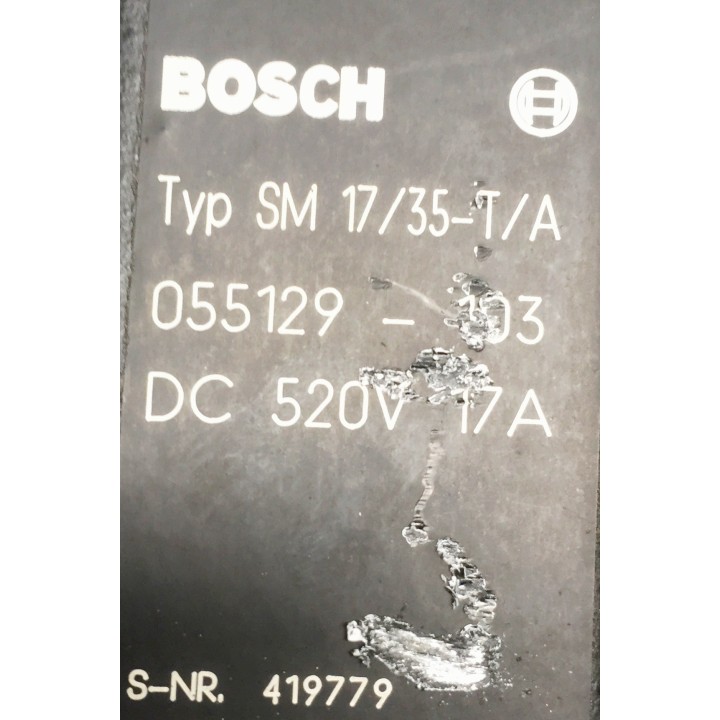 BOSCH
Typ SM 17/35-T/A
055129 - 103
DC 520V 17A
S-NR. 419779